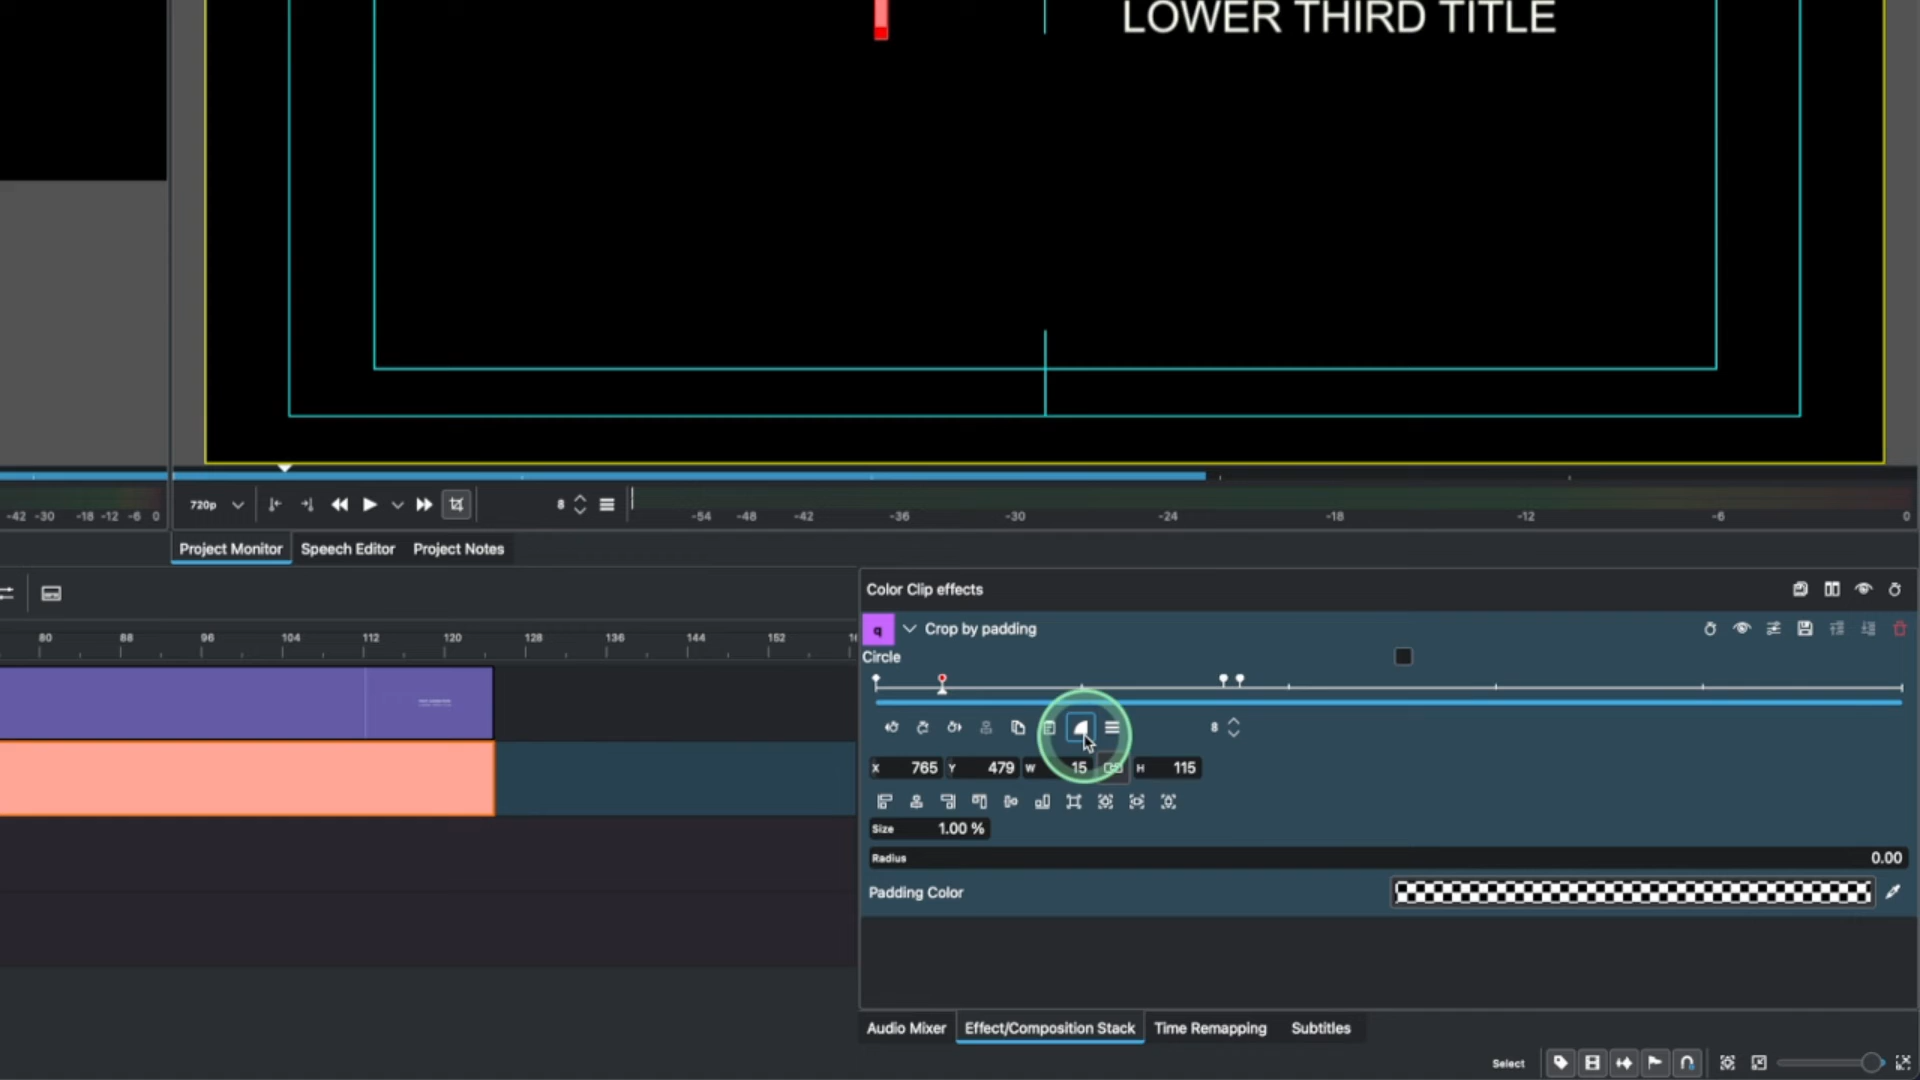 LOWER THIRD TITLE
-42 -30 -18 -12 -6 0
720p
8
-54 -48 -42 -36 -30 -24 -18 -12 -6 0
Project Monitor
Speech Editor
Project Notes
80 88 96 104 112 120 128 136 144 152
Color Clip effects
q
Crop by padding
Circle
8
X 765 Y 479 W 15 H 115
Size 1.00 %
Radius 0.00
Padding Color
Audio Mixer
Effect/Composition Stack
Time Remapping
Subtitles
Select